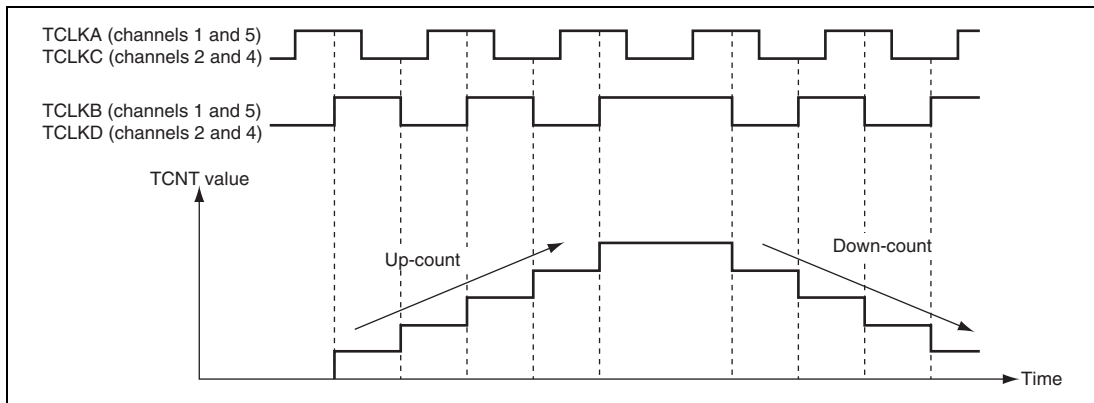 TCLKA (channels 1 and 5)
TCLKC (channels 2 and 4)
TCLKB (channels 1 and 5)
TCLKD (channels 2 and 4)
TCNT value
Up-count
Down-count
Time